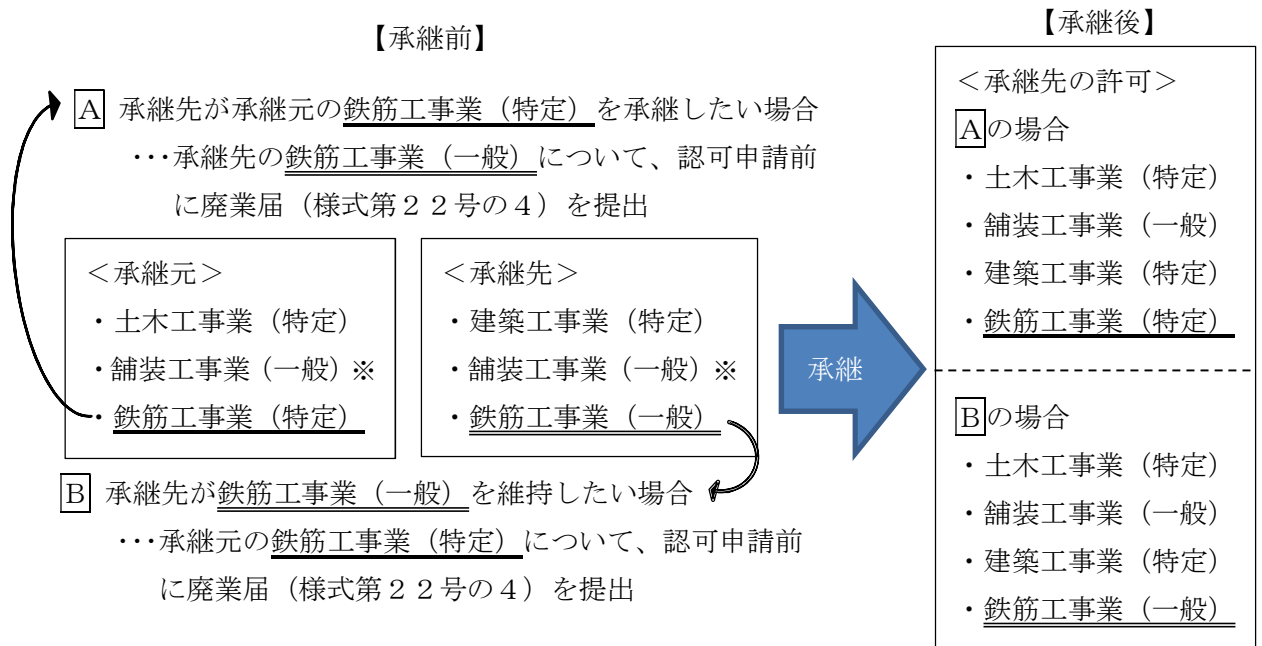 【承継前】
A 承継先が承継元の鉄筋工事業（特定）を承継したい場合
･･･承継先の鉄筋工事業（一般）について、認可申請前
に廃業届（様式第２２号の４）を提出
＜承継元＞
・土木工事業（特定）
・舗装工事業（一般）※
・鉄筋工事業（特定）
＜承継先＞
・建築工事業（特定）
・舗装工事業（一般）※
・鉄筋工事業（一般）
B 承継先が鉄筋工事業（一般）を維持したい場合
･･･承継元の鉄筋工事業（特定）について、認可申請前
に廃業届（様式第２２号の４）を提出
承継
【承継後】
＜承継先の許可＞
Aの場合
・土木工事業（特定）
・舗装工事業（一般）
・建築工事業（特定）
・鉄筋工事業（特定）
Bの場合
・土木工事業（特定）
・舗装工事業（一般）
・建築工事業（特定）
・鉄筋工事業（一般）